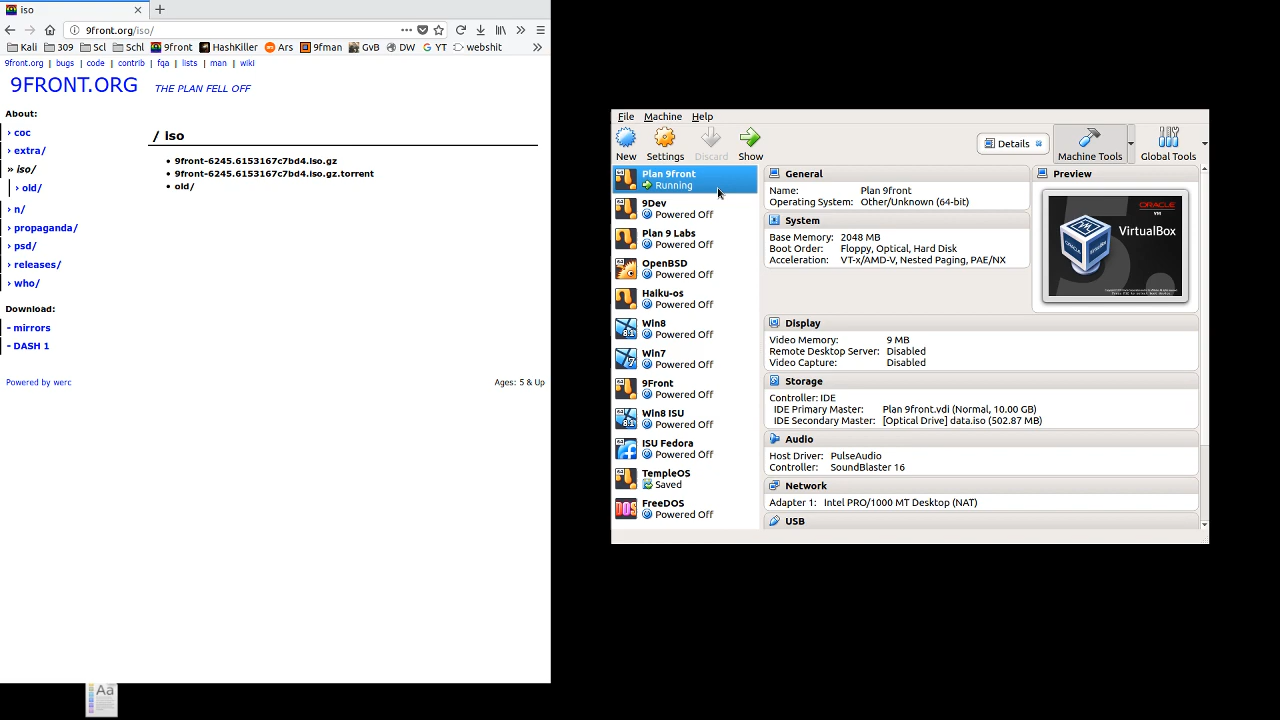 iso
9front.org/iso/
Kali 309 Scl Schl 9front HashKiller Ars 9fman GvB DW YT webshit
9front.org | bugs | code | contrib | fqa | lists | man | wiki
9FRONT.ORG THE PLAN FELL OFF
About:
› coc
› extra/
» iso/
› old/
› n/
› propaganda/
› psd/
› releases/
› who/
Download:
- mirrors
- DASH 1
/ iso
• 9front-6245.6153167c7bd4.iso.gz
• 9front-6245.6153167c7bd4.iso.gz.torrent
• old/
Powered by werc
Ages: 5 & Up
Aa
File Machine Help
New Settings Discard Show
Details Machine Tools Global Tools
Plan 9front
Running
9Dev
Powered Off
Plan 9 Labs
Powered Off
OpenBSD
Powered Off
Haiku-os
Powered Off
Win8
Powered Off
Win7
Powered Off
9Front
Powered Off
Win8 ISU
Powered Off
ISU Fedora
Powered Off
TempleOS
Saved
FreeDOS
Powered Off
General
Name: Plan 9front
Operating System: Other/Unknown (64-bit)
System
Base Memory: 2048 MB
Boot Order: Floppy, Optical, Hard Disk
Acceleration: VT-x/AMD-V, Nested Paging, PAE/NX
Preview
ORACLE
VM
VirtualBox
Display
Video Memory: 9 MB
Remote Desktop Server: Disabled
Video Capture: Disabled
Storage
Controller: IDE
IDE Primary Master: Plan 9front.vdi (Normal, 10.00 GB)
IDE Secondary Master: [Optical Drive] data.iso (502.87 MB)
Audio
Host Driver: PulseAudio
Controller: SoundBlaster 16
Network
Adapter 1: Intel PRO/1000 MT Desktop (NAT)
USB